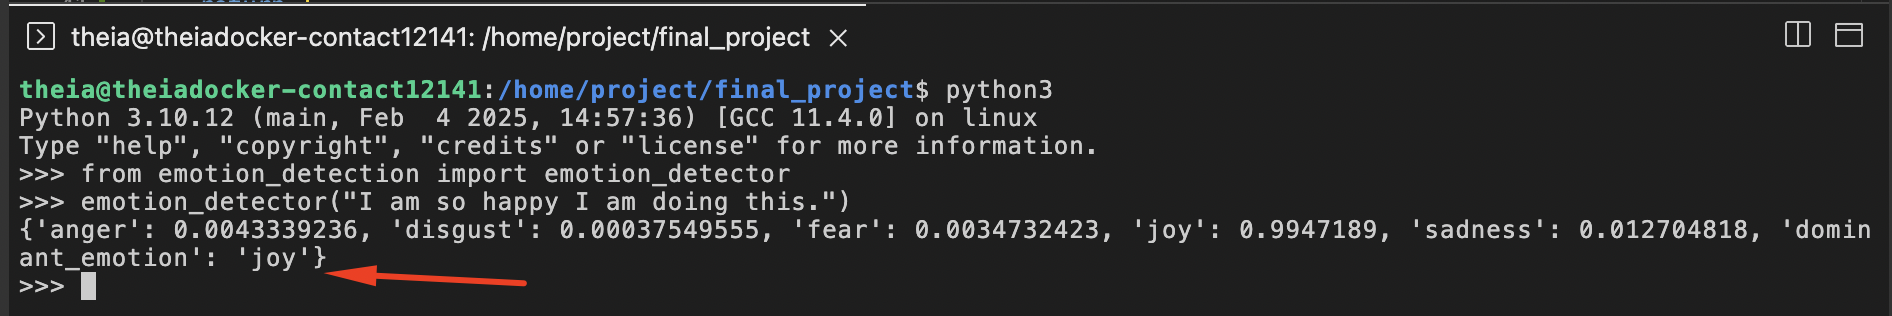 theia@theiadocker-contact12141: /home/project/final_project
theia@theiadocker-contact12141:/home/project/final_project$ python3
Python 3.10.12 (main, Feb  4 2025, 14:57:36) [GCC 11.4.0] on linux
Type "help", "copyright", "credits" or "license" for more information.
>>> from emotion_detection import emotion_detector
>>> emotion_detector("I am so happy I am doing this.")
{'anger': 0.0043339236, 'disgust': 0.00037549555, 'fear': 0.0034732423, 'joy': 0.9947189, 'sadness': 0.012704818, 'domin
ant_emotion': 'joy'}
>>>